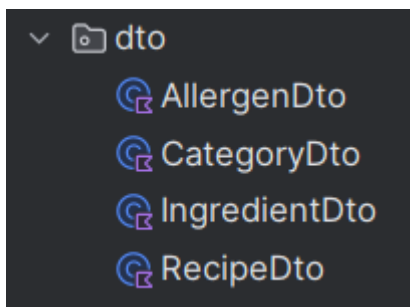 dto
AllergenDto
CategoryDto
IngredientDto
RecipeDto